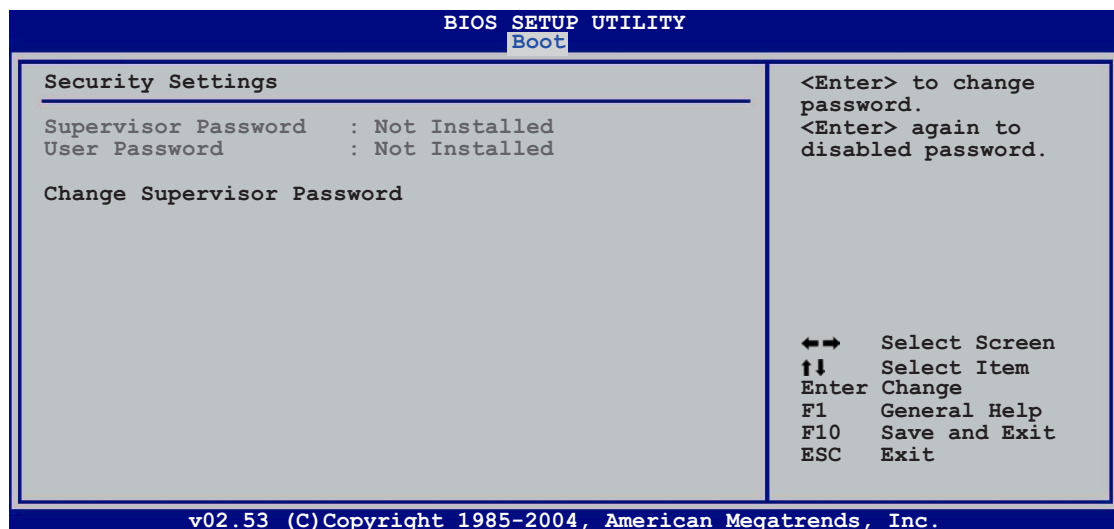 BIOS SETUP UTILITY
Boot
Security Settings
Supervisor Password : Not Installed
User Password : Not Installed
Change Supervisor Password
<Enter> to change
password.
<Enter> again to
disabled password.
←→ Select Screen
↑↓ Select Item
Enter Change
F1 General Help
F10 Save and Exit
ESC Exit
v02.53 (C)Copyright 1985-2004, American Megatrends, Inc.